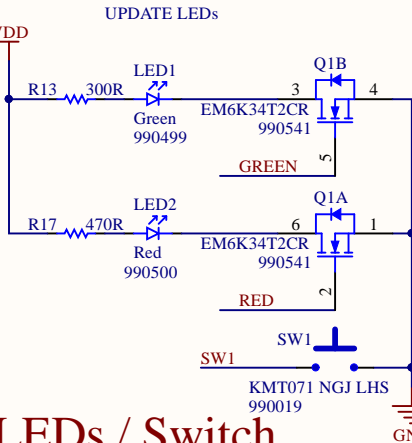 UPDATE LEDs
VDD
LED1
Q1B
R13 300R
3
4
Green
990499
EM6K34T2CR
990541
5
GREEN
LED2
Q1A
R17 470R
6
1
Red
990500
EM6K34T2CR
990541
2
RED
SW1
SW1
KMT071 NGJ LHS
990019
LEDs / Switch